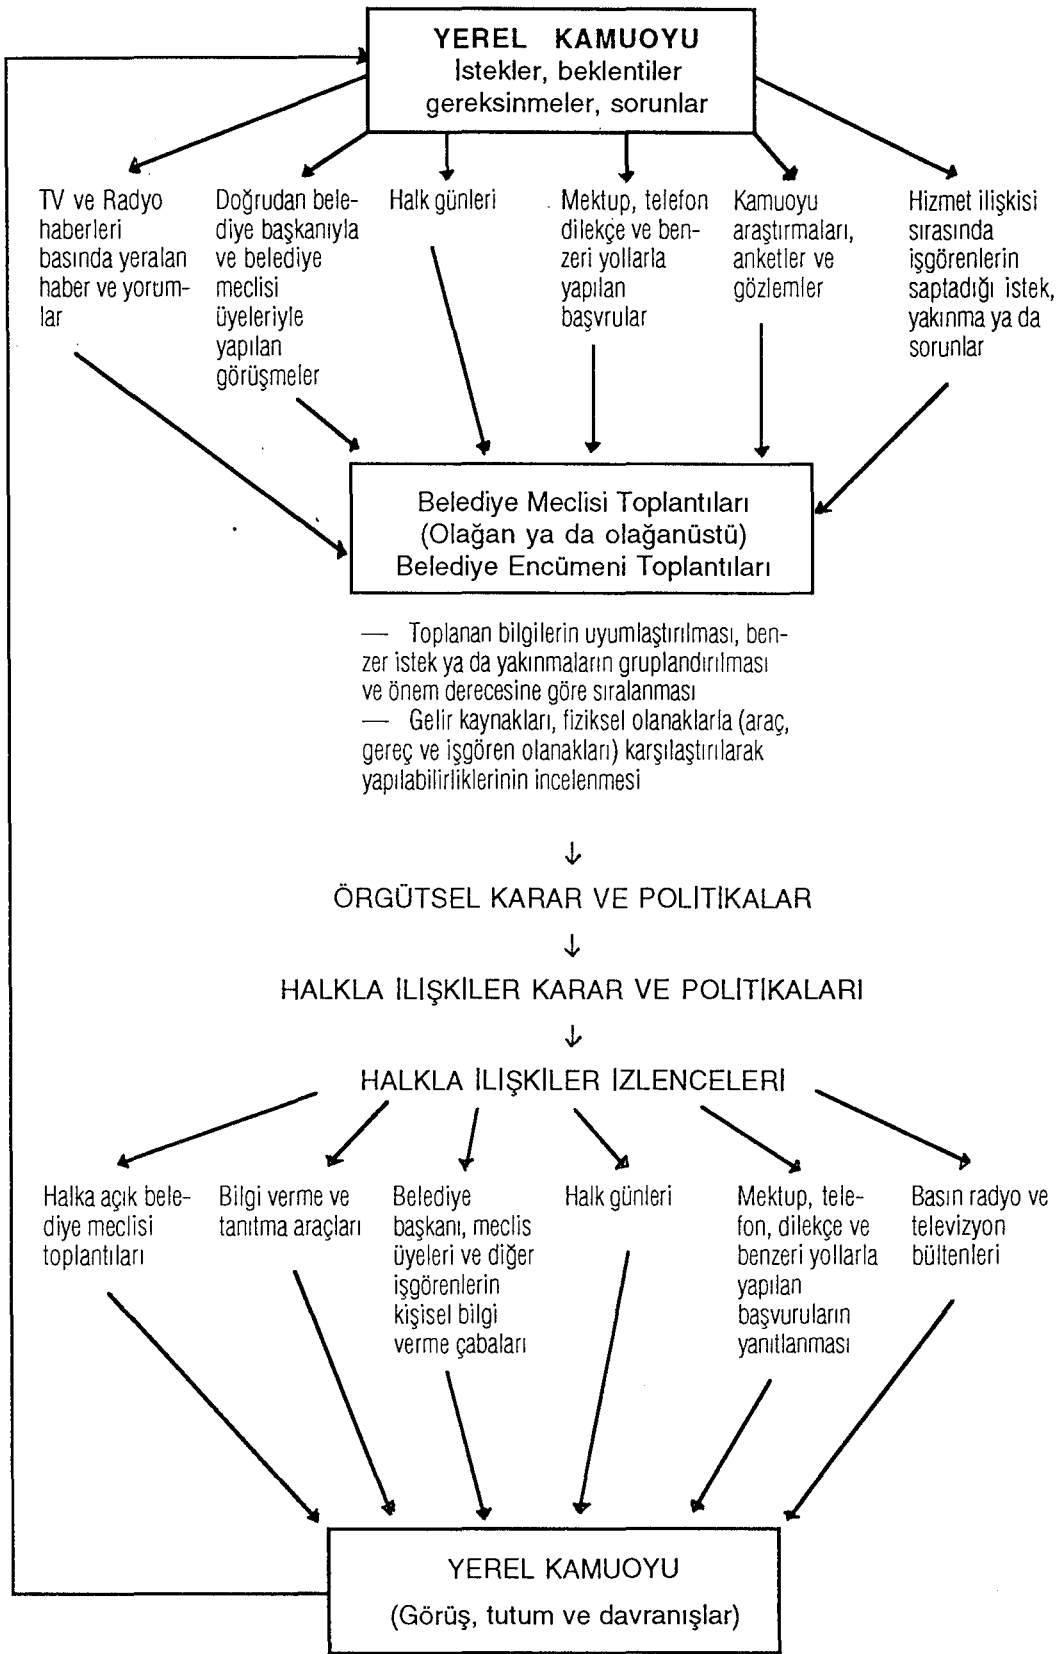 YEREL KAMUOYU
İstekler, beklentiler
gereksinmeler, sorunlar
TV ve Radyo
haberleri
basında yeralan
haber ve yorum-
lar
Doğrudan bele-
diye başkanıyla
ve belediye
meclisi
üyeleriyle
yapılan
görüşmeler
Halk günleri
Mektup, telefon
dilekçe ve ben-
zeri yollarla
yapılan
başvrular
Kamuoyu
araştırmaları,
anketler ve
gözlemler
Hizmet ilişkisi
sırasında
işgörenlerin
saptadığı istek,
yakınma ya da
sorunlar
Belediye Meclisi Toplantıları
(Olağan ya da olağanüstü)
Belediye Encümeni Toplantıları
— Toplanan bilgilerin uyumlaştırılması, ben-
zer istek ya da yakınmaların gruplandırılması
ve önem derecesine göre sıralanması
— Gelir kaynakları, fiziksel olanaklarla (araç,
gereç ve işgören olanakları) karşılaştırılarak
yapılabilirliklerinin incelenmesi
ÖRGÜTSEL KARAR VE POLİTİKALAR
HALKLA İLİŞKİLER KARAR VE POLİTİKALARI
HALKLA İLİŞKİLER İZLENCELERİ
Halka açık bele-
diye meclisi
toplantıları
Bilgi verme ve
tanıtma araçları
Belediye
başkanı, meclis
üyeleri ve diğer
işgörenlerin
kişisel bilgi
verme çabaları
Halk günleri
Mektup, tele-
fon, dilekçe ve
benzeri yollarla
yapılan
başvuruların
yanıtlanması
Basın radyo ve
televizyon
bültenleri
YEREL KAMUOYU
(Görüş, tutum ve davranışlar)